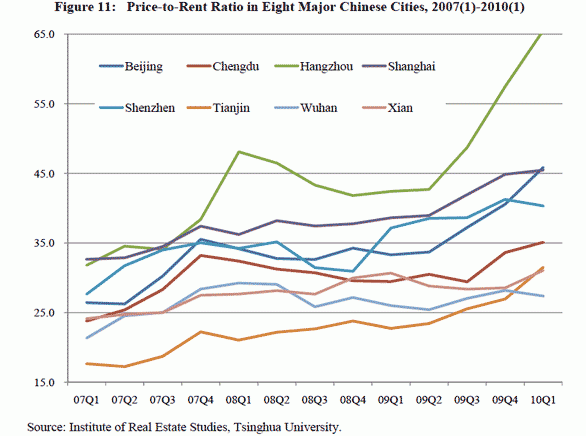 Figure 11: Price-to-Rent Ratio in Eight Major Chinese Cities, 2007(1)-2010(1)
65.0
Beijing Chengdu Hangzhou Shanghai
55.0
Shenzhen Tianjin Wuhan Xian
45.0
35.0
25.0
15.0
07Q1 07Q2 07Q3 07Q4 08Q1 08Q2 08Q3 08Q4 09Q1 09Q2 09Q3 09Q4 10Q1
Source: Institute of Real Estate Studies, Tsinghua University.